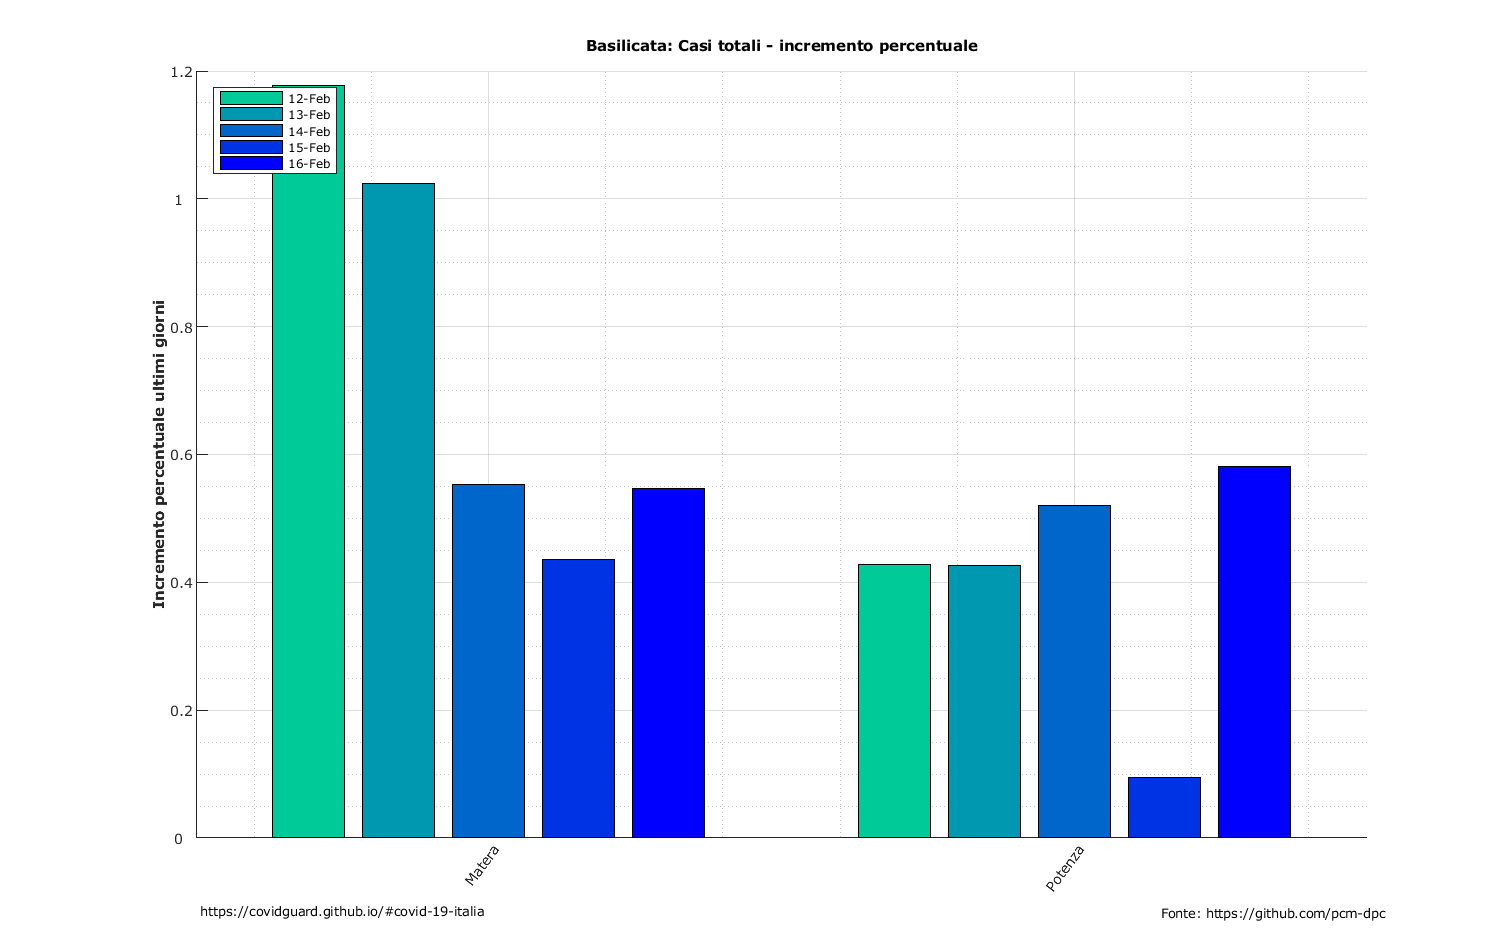 Basilicata: Casi totali - incremento percentuale
Incremento percentuale ultimi giorni
1.2
1
0.8
0.6
0.4
0.2
0
12-Feb
13-Feb
14-Feb
15-Feb
16-Feb
Matera
Potenza
https://covidguard.github.io/#covid-19-italia
Fonte: https://github.com/pcm-dpc